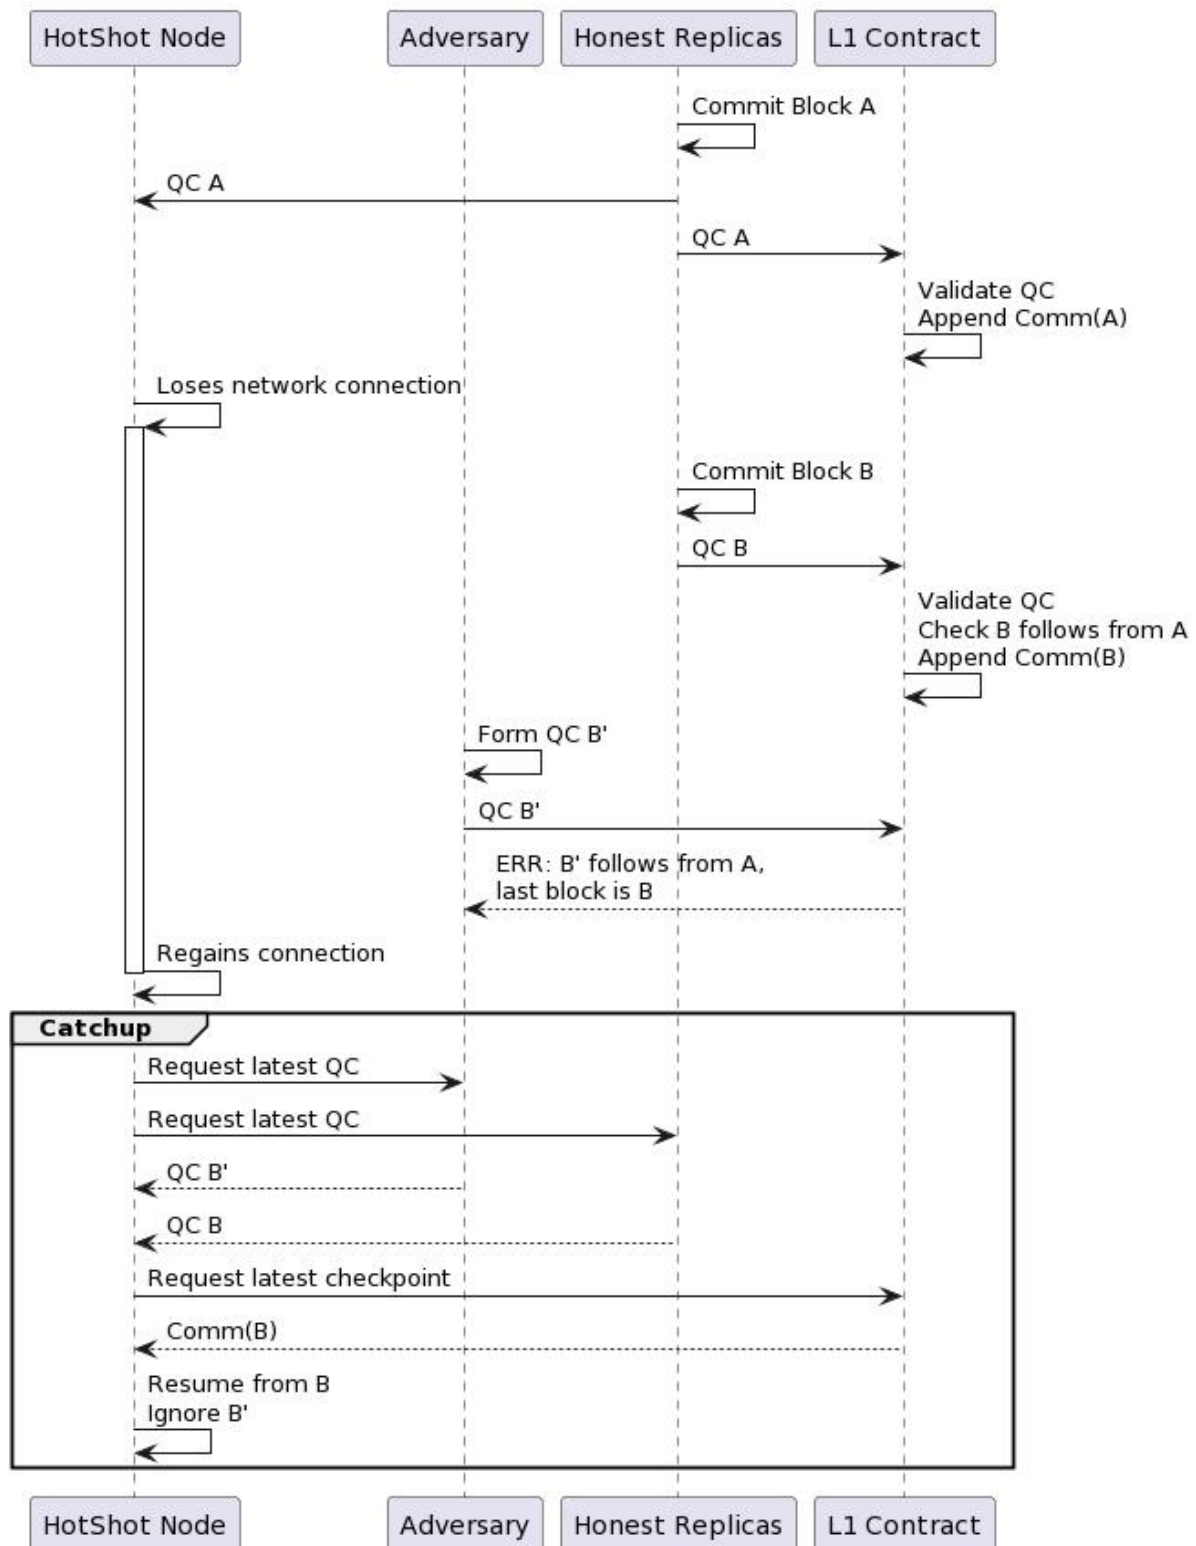 HotShot Node
Adversary
Honest Replicas
L1 Contract
Commit Block A
QC A
QC A
Validate QC
Append Comm(A)
Loses network connection
Commit Block B
QC B
Validate QC
Check B follows from A
Append Comm(B)
Form QC B'
QC B'
ERR: B' follows from A,
last block is B
Regains connection
Catchup
Request latest QC
Request latest QC
QC B'
QC B
Request latest checkpoint
Comm(B)
Resume from B
Ignore B'
HotShot Node
Adversary
Honest Replicas
L1 Contract